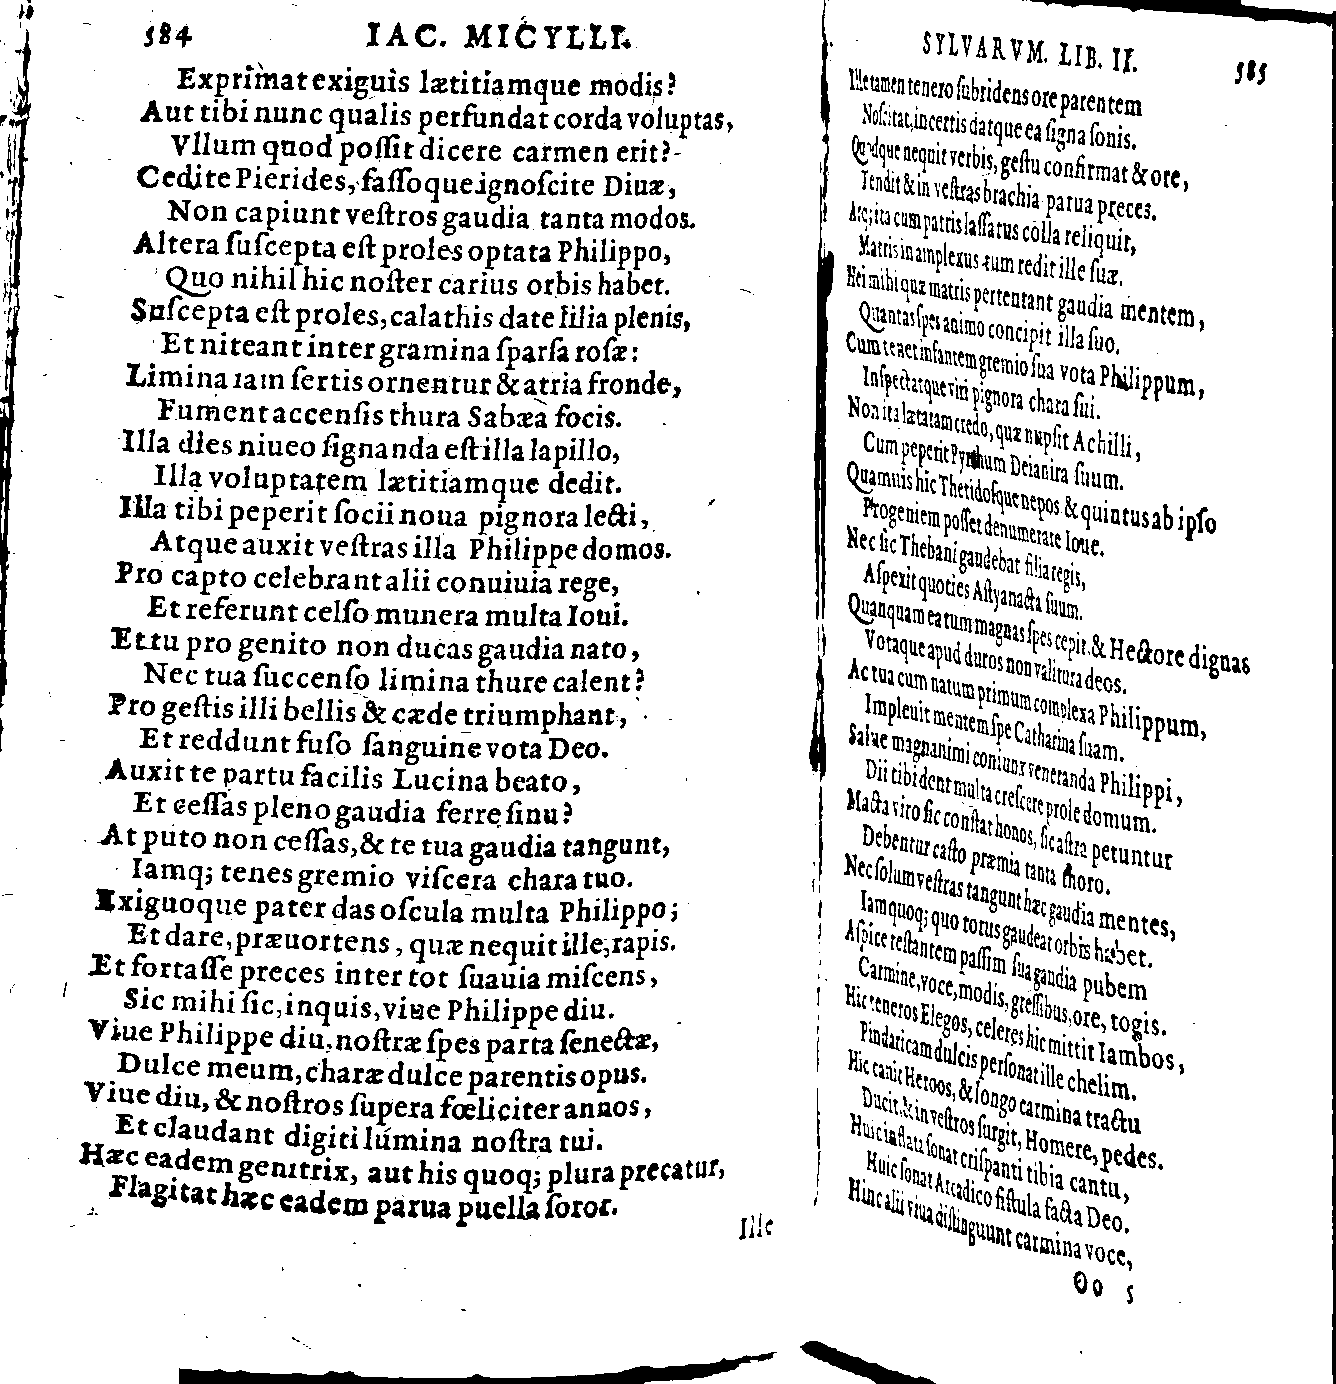 384 IAC. MICYLLI.
Exprimat exiguis lætitiamque modis?
Aut tibi nunc qualis perfundat corda voluptas,
Vllum quod poſſit dicere carmen erit?
Cedite Pierides, faſſoque ignoſcite Diuæ,
Non capiunt veſtros gaudia tanta modos.
Altera ſuſcepta eſt proles optata Philippo,
Quo nihil hic noſter carius orbis habet.
Suſcepta eſt proles, calathis date lilia plenis,
Et niteant inter gramina ſparſa roſæ:
Limina iam ſertis ornentur & atria fronde,
Fument accenſis thura Sabæa focis.
Illa dies niueo ſignanda eſt illa lapillo,
Illa voluptatem lætitiamque dedit.
Illa tibi peperit ſocii noua pignora lecti,
Atque auxit veſtras illa Philippe domos.
Pro capto celebrant alii conuiuia rege,
Et referunt celſo munera multa Ioui.
Et tu pro genito non ducas gaudia nato,
Nec tua ſuccenſo limina thure calent?
Pro geſtis illi bellis & cæde triumphant,
Et reddunt fuſo ſanguine vota Deo.
Auxit te partu facilis Lucina beato,
Et ceſſas pleno gaudia ferre ſinu?
At puto non ceſſas, & te tua gaudia tangunt,
Iamq; tenes gremio viſcera chara tuo.
Exiguoque pater das oſcula multa Philippo;
Et dare, præuortens, quæ nequit ille, rapis.
Et fortaſſe preces inter tot ſuauia miſcens,
Sic mihi ſic, inquis, viue Philippe diu.
Viue Philippe diu, noſtræ ſpes parta ſenectæ,
Dulce meum, charæ dulce parentis opus.
Viue diu, & noſtros ſupera fœliciter annos,
Et claudant digiti lumina noſtra tui.
Hæc eadem genitrix, aut his quoq; plura precatur,
Flagitat hæc eadem parua puella ſoror.
Ille
SYLVARVM. LIB. II. 385
Ille tamen tenero ſubridens ore parentem
Noſcitat, incertis datque ea ſigna ſonis.
Quodque nequit verbis, geſtu confirmat & ore,
Tendit & in veſtras brachia parua preces.
Atq; ita cum patris laſſatus colla reliquit,
Matris in amplexus tum redit ille ſuæ.
Hei mihi quæ matris pertentant gaudia mentem,
Quantas ſpes animo concipit illa ſuo.
Cum tenet infantem gremio ſua vota Philippum,
Inſpectatque viri pignora chara ſui.
Non ita lætatam credo, quæ nupſit Achilli,
Cum peperit Pyrrhum Deianira ſuum.
Quamuis hic Thetidoſque nepos & quintus ab ipſo
Progeniem poſſet denumerare Ioue.
Nec ſic Thebani gaudebat filia regis,
Aſpexit quoties Aſtyanacta ſuum.
Quanquam ea tum magnas ſpes cepit & Hectore dignas
Votaque apud duros non valitura deos.
Ac tua cum natum primum complexa Philippum,
Impleuit mentem ſpe Catharina ſuam.
Salue magnanimi coniunx veneranda Philippi,
Dii tibi dent multa creſcere prole domum.
Macta viro ſic conſtat honos, ſic aſtra petuntur
Debentur caſto præmia tanta thoro.
Nec ſolum veſtras tangunt hæc gaudia mentes,
Iam quoq; quo totus gaudeat orbis habet.
Aſpice teſtantem paſſim ſua gaudia pubem
Carmine, voce, modis, greſſibus, ore, togis.
Hic teneros Elegos, celeres hic mittit Iambos,
Pindaricam dulcis perſonat ille chelim.
Hic canit Heroos, & longo carmina tractu
Ducit, & in veſtros ſurgit, Homere, pedes.
Huic inflata ſonat criſpanti tibia cantu,
Huic ſonat Arcadico fiſtula facta Deo.
Hinc alii viua diſtinguunt carmina voce,
Oo 5